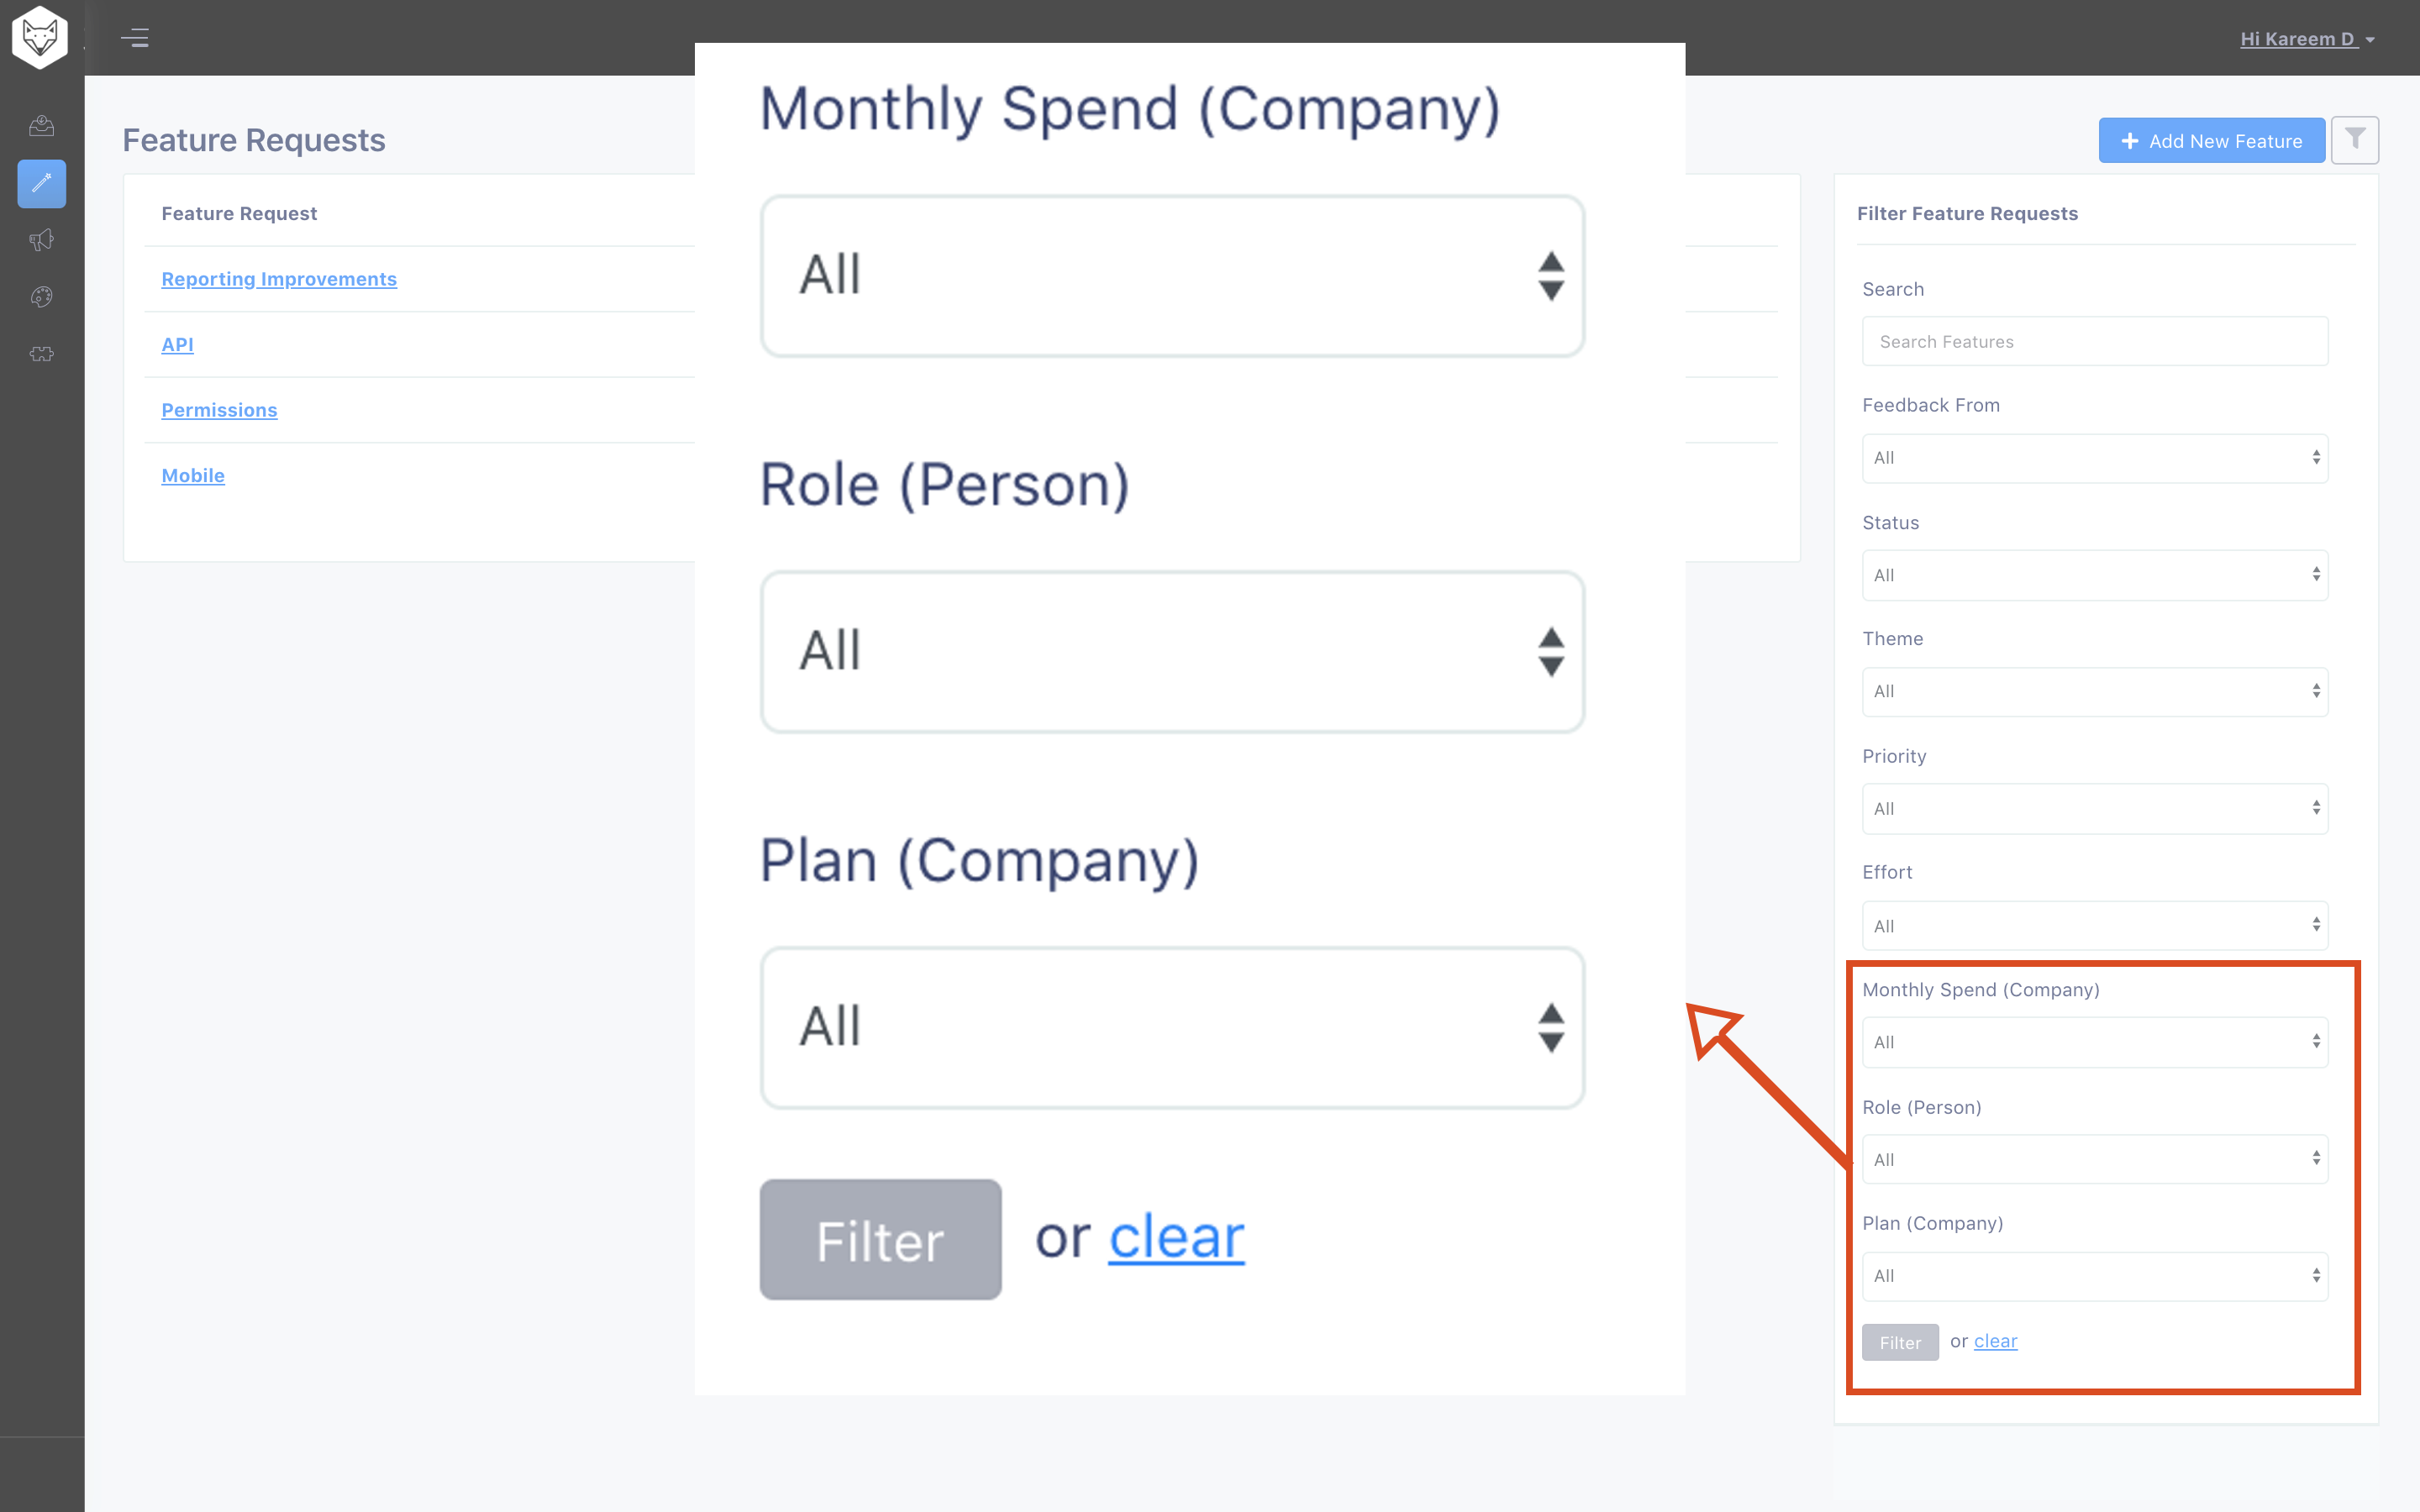 Hi Kareem D
Feature Requests
Add New Feature
Feature Request
Reporting Improvements
API
Permissions
Mobile
Monthly Spend (Company)
All
Role (Person)
All
Plan (Company)
All
Filter or clear
Filter Feature Requests
Search
Search Features
Feedback From
All
Status
All
Theme
All
Priority
All
Effort
All
Monthly Spend (Company)
All
Role (Person)
All
Plan (Company)
All
Filter or clear